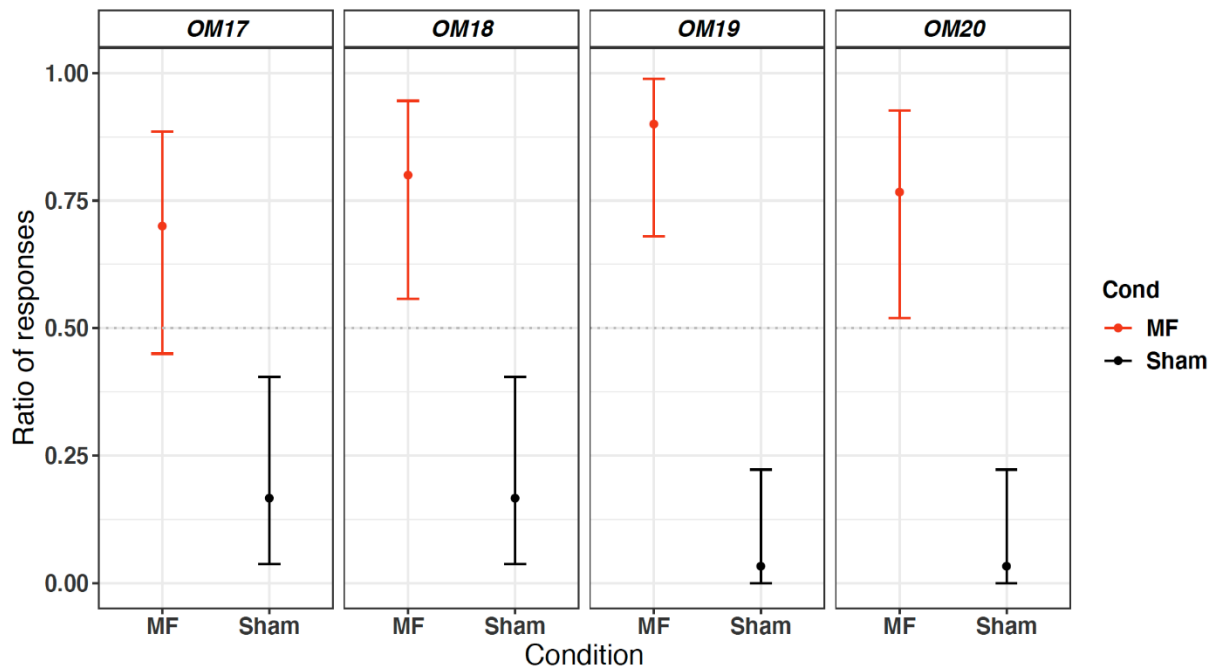 OM17 OM18 OM19 OM20
1.00
0.75
0.50
0.25
0.00
Ratio of responses
MF Sham MF Sham MF Sham MF Sham
Condition
Cond
MF
Sham